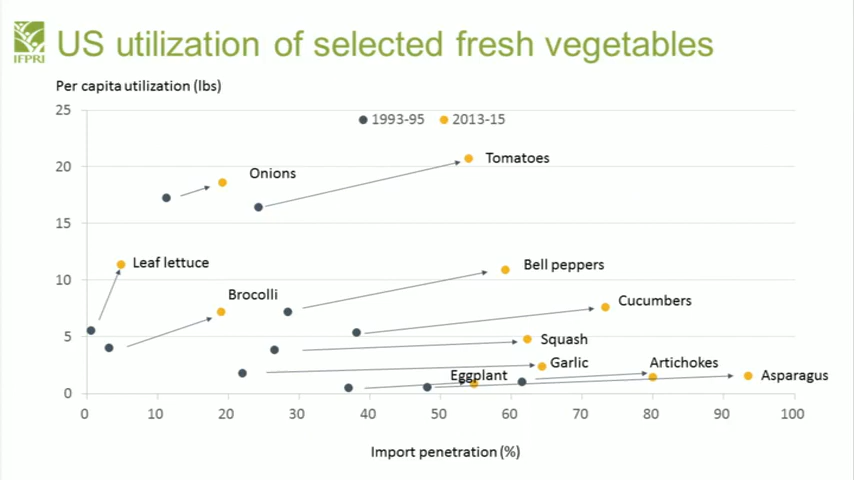 IFPRI
US utilization of selected fresh vegetables
Per capita utilization (lbs)
25
1993-95 2013-15
20
Tomatoes
Onions
15
Leaf lettuce
Bell peppers
10
Brocolli
Cucumbers
5
Squash
Garlic
Artichokes
Eggplant
Asparagus
0
0 10 20 30 40 50 60 70 80 90 100
Import penetration (%)